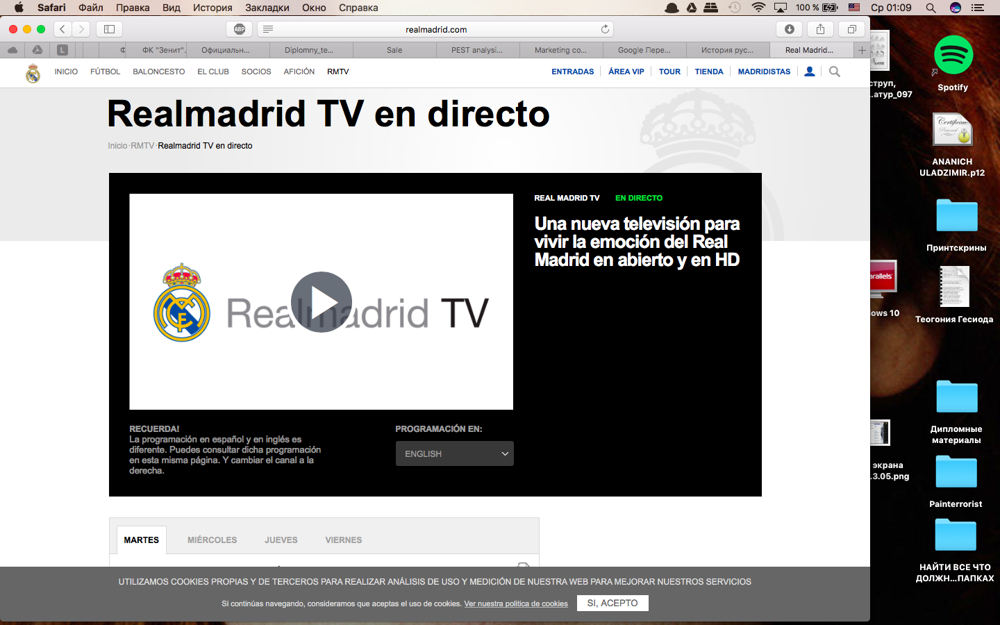 Safari Файл Правка Вид История Закладки Окно Справка 100 % Ср 01:09
ABP realmadrid.com
L ФК "Зенит". Официальн... Diplomny_te... Sale PEST analysi... Marketing co... Google Пере... История рус... Real Madrid...
INICIO FÚTBOL BALONCESTO EL CLUB SOCIOS AFICIÓN RMTV ENTRADAS ÁREA VIP TOUR TIENDA MADRIDISTAS
Realmadrid TV en directo
Inicio·RMTV·Realmadrid TV en directo
Realmadrid TV
REAL MADRID TV EN DIRECTO
Una nueva televisión para
vivir la emoción del Real
Madrid en abierto y en HD
RECUERDA!
La programación en español y en inglés es
diferente. Puedes consultar dicha programación
en esta misma página. Y cambiar el canal a la
derecha.
PROGRAMACIÓN EN:
ENGLISH
MARTES MIÉRCOLES JUEVES VIERNES
UTILIZAMOS COOKIES PROPIAS Y DE TERCEROS PARA REALIZAR ANÁLISIS DE USO Y MEDICIÓN DE NUESTRA WEB PARA MEJORAR NUESTROS SERVICIOS
Si continúas navegando, consideramos que aceptas el uso de cookies. Ver nuestra politica de cookies SI, ACEPTO
струп,
...атур_097
Spotify
Certificate
Personal
ANANICH
ULADZIMIR.p12
Принтскрины
arallels
ows 10
Теогония Гесиода
Дипломные
материалы
экрана
.3.05.png
Painterrorist
НАЙТИ ВСЕ ЧТО
ДОЛЖН...ПАПКАХ